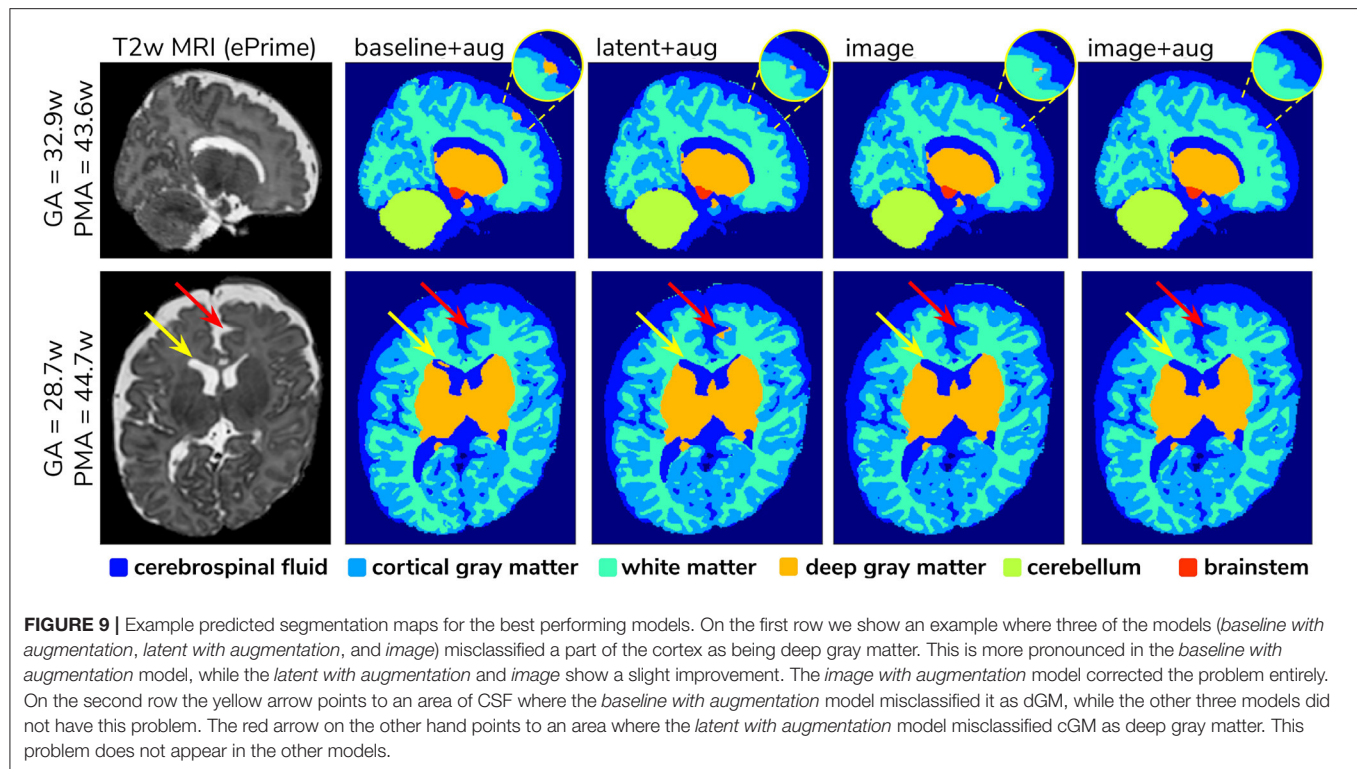 T2w MRI (ePrime) baseline+aug latent+aug image image+aug
GA = 32.9w
PMA = 43.6w
GA = 28.7w
PMA = 44.7w
cerebrospinal fluid cortical gray matter white matter deep gray matter cerebellum brainstem
FIGURE 9 | Example predicted segmentation maps for the best performing models. On the first row we show an example where three of the models (baseline with
augmentation, latent with augmentation, and image) misclassified a part of the cortex as being deep gray matter. This is more pronounced in the baseline with
augmentation model, while the latent with augmentation and image show a slight improvement. The image with augmentation model corrected the problem entirely.
On the second row the yellow arrow points to an area of CSF where the baseline with augmentation model misclassified it as dGM, while the other three models did
not have this problem. The red arrow on the other hand points to an area where the latent with augmentation model misclassified cGM as deep gray matter. This
problem does not appear in the other models.